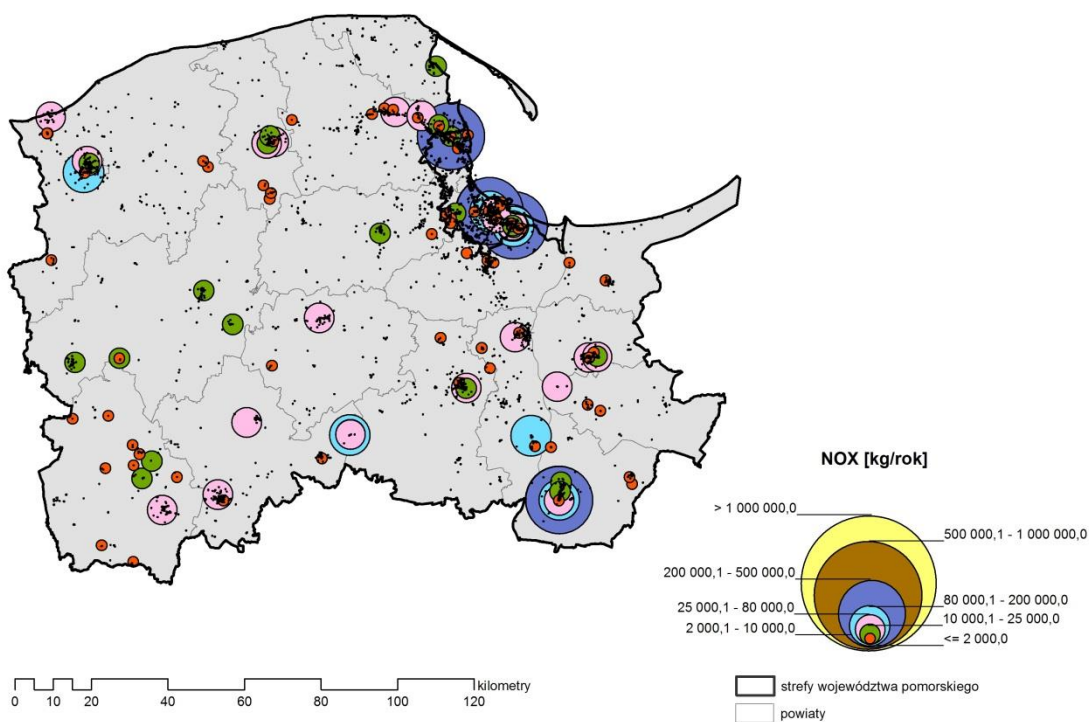 NOX [kg/rok]
> 1 000 000,0
500 000,1 - 1 000 000,0
200 000,1 - 500 000,0
80 000,1 - 200 000,0
25 000,1 - 80 000,0
10 000,1 - 25 000,0
2 000,1 - 10 000,0
<= 2 000,0
kilometry
0 20 40 60 80 100 120
strefy województwa pomorskiego
powiaty